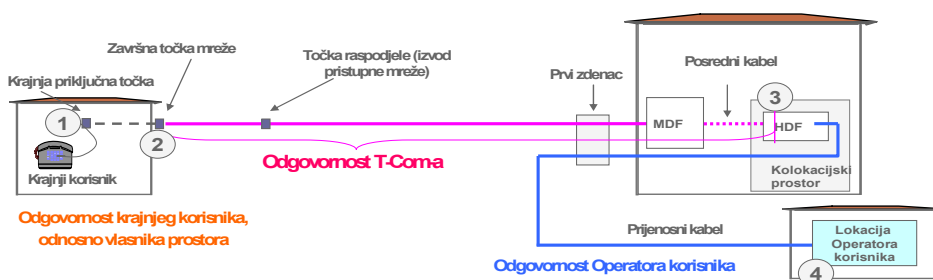 Završna točka mreže
Točka raspodjele (izvod
pristupne mreže)
Krajnja priključna točka
Prvi zdenac
Posredni kabel
1
2
3
MDF
HDF
Krajnji korisnik
Odgovornost T-Com-a
Kolokacijski
prostor
Odgovornost krajnjeg korisnika,
odnosno vlasnika prostora
Prijenosni kabel
Lokacija
Operatora
korisnika
Odgovornost Operatora korisnika
4